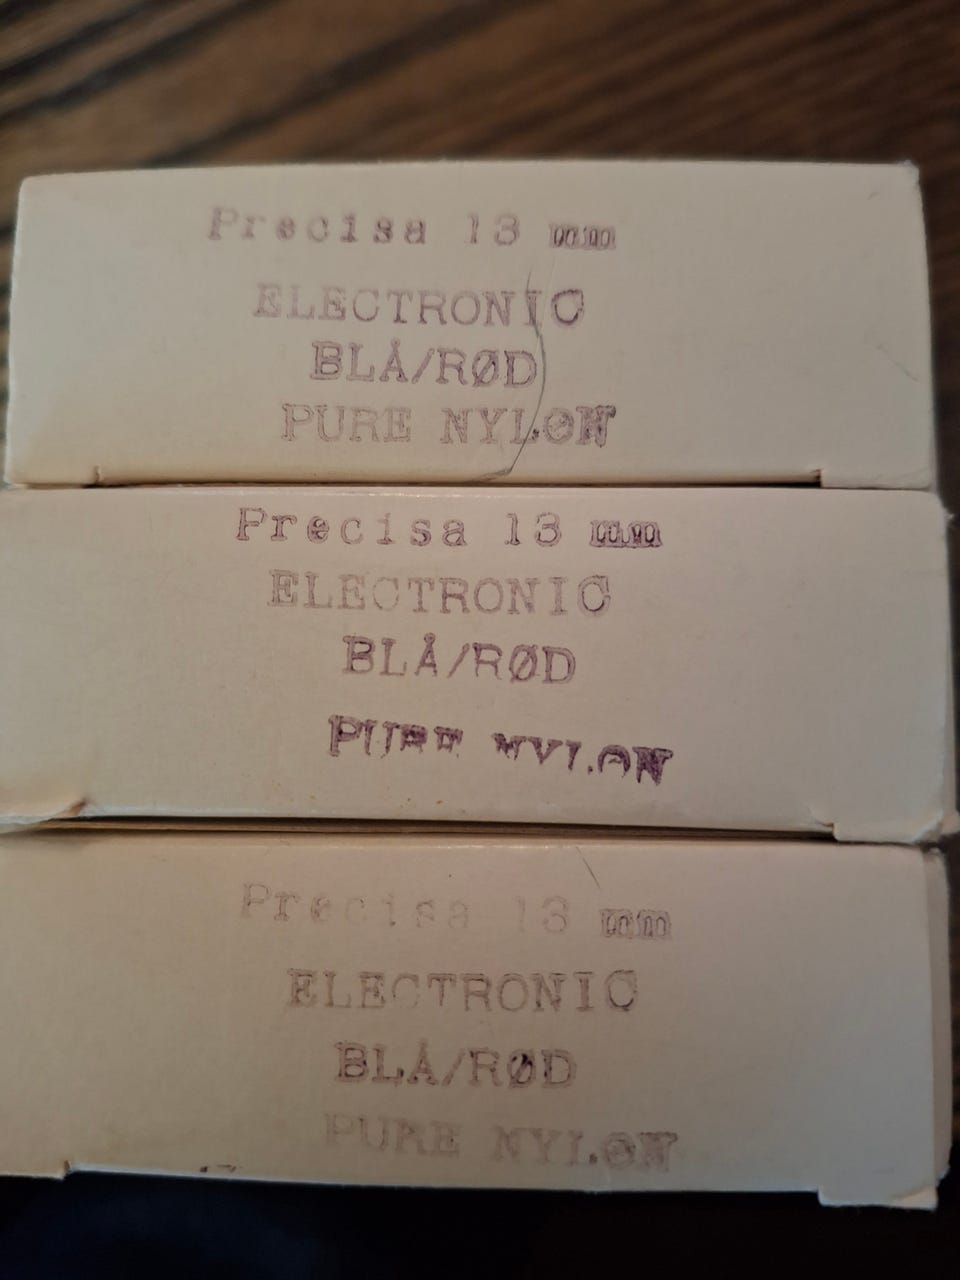 Precisa 13 mm
ELECTRONIC
BLÅ/RØD
PURE NYLON
Precisa 13 mm
ELECTRONIC
BLÅ/RØD
PURE NYLON
Precisa 13 mm
ELECTRONIC
BLÅ/RØD
PURE NYLON